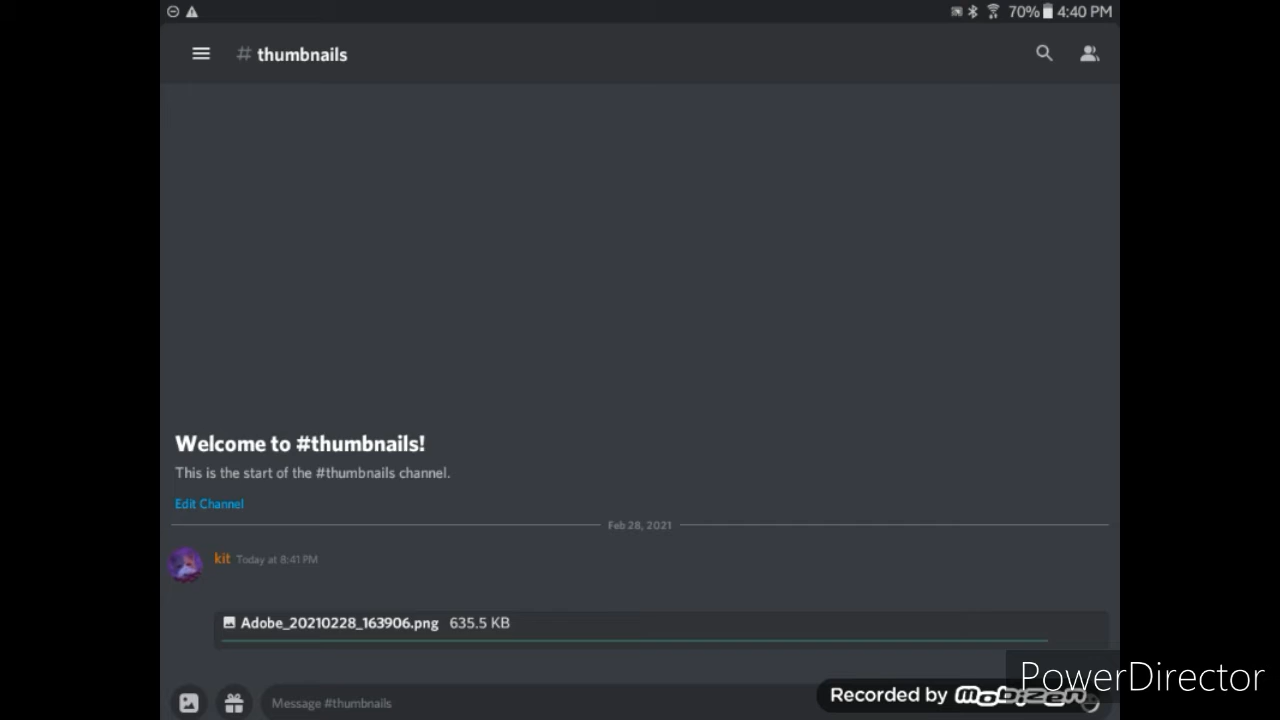 70% 4:40 PM
# thumbnails
Welcome to #thumbnails!
This is the start of the #thumbnails channel.
Edit Channel
Feb 28, 2021
kit Today at 8:41 PM
Adobe_20210228_163906.png 635.5 KB
Message #thumbnails
Recorded by mobizen
PowerDirector